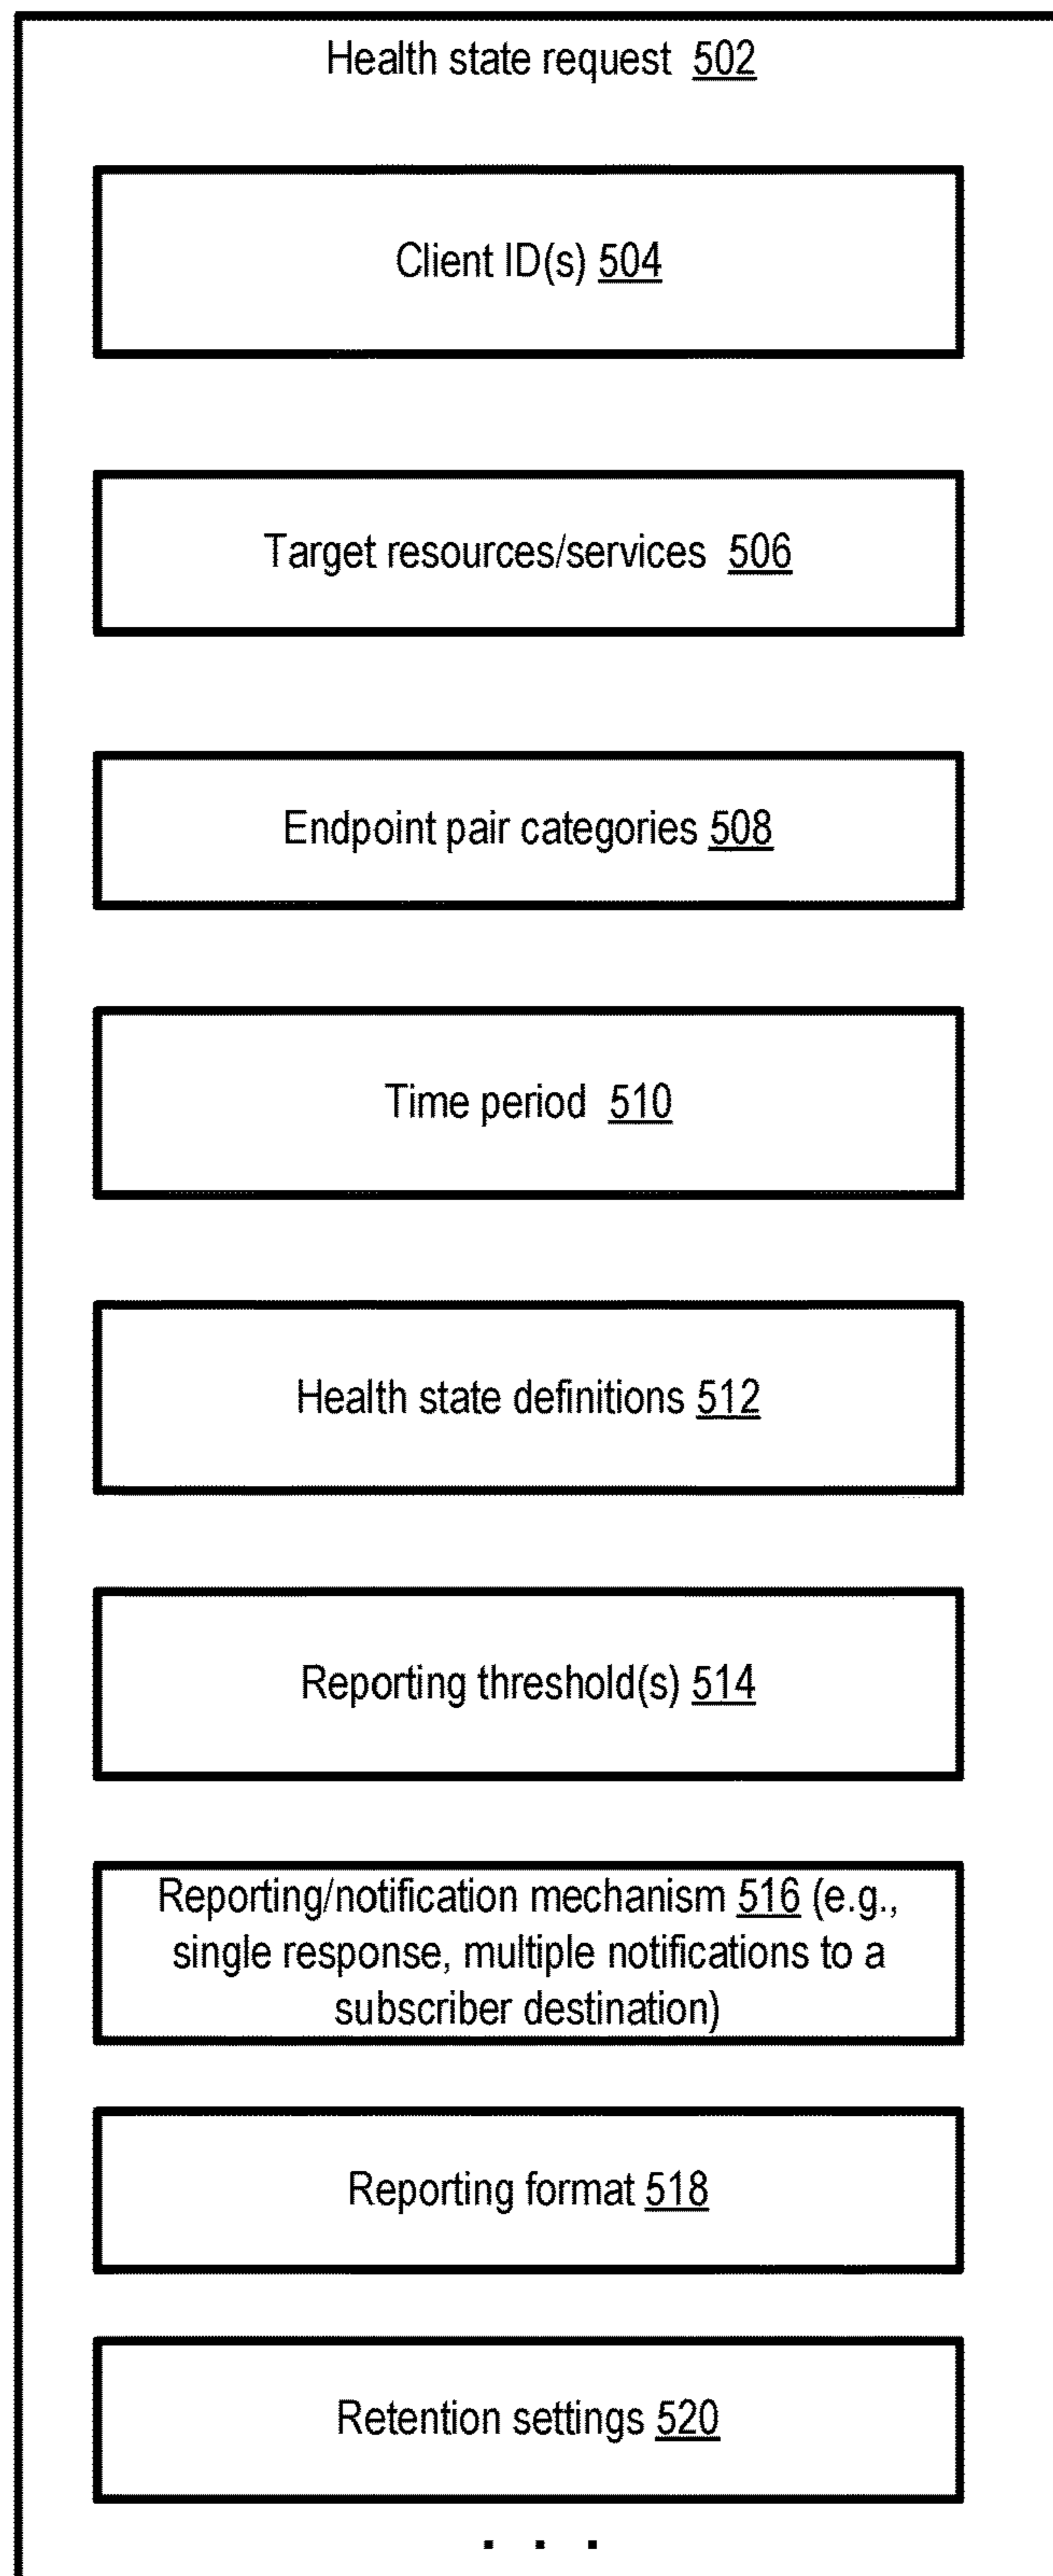 Health state request 502
Client ID(s) 504
Target resources/services 506
Endpoint pair categories 508
Time period 510
Health state definitions 512
Reporting threshold(s) 514
Reporting/notification mechanism 516 (e.g.,
single response, multiple notifications to a
subscriber destination)
Reporting format 518
Retention settings 520
. . .